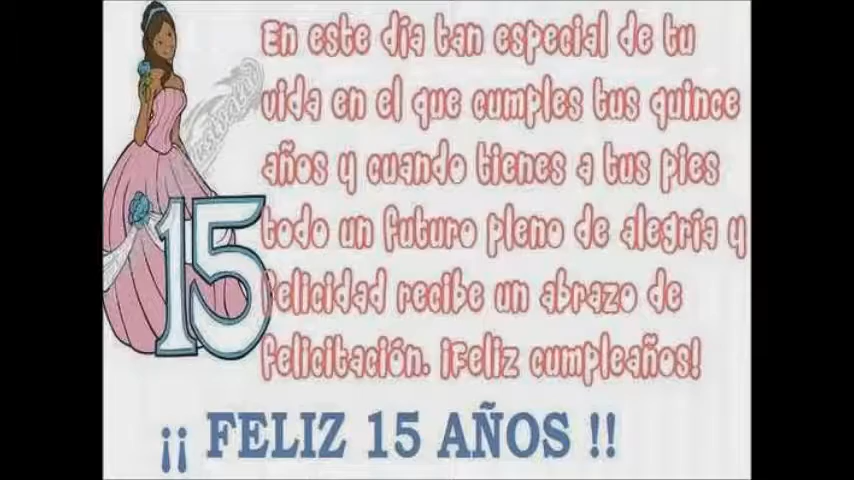 En este día tan especial de tu
vida en el que cumples tus quince
años y cuando tienes a tus pies
todo un futuro pleno de alegría y
felicidad recibe un abrazo de
felicitación. ¡Feliz cumpleaños!
15
¡¡ FELIZ 15 AÑOS !!